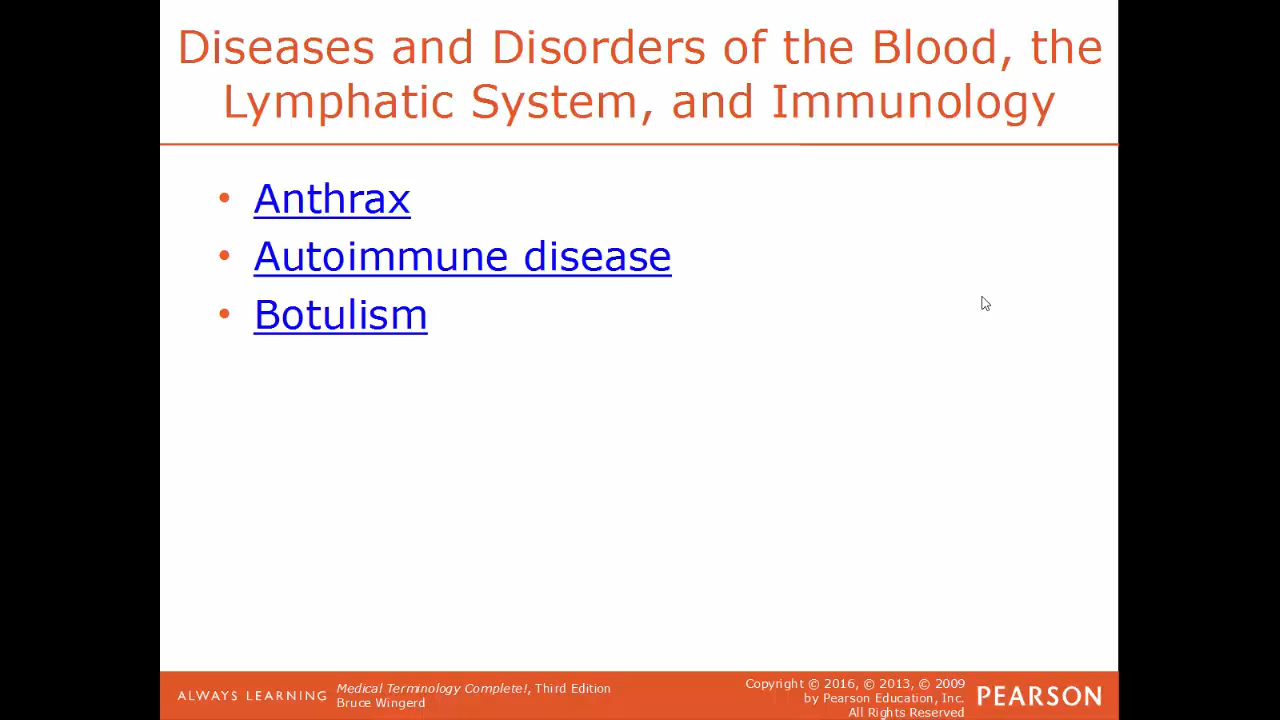 Diseases and Disorders of the Blood, the
Lymphatic System, and Immunology
• Anthrax
• Autoimmune disease
• Botulism
ALWAYS LEARNING
Medical Terminology Complete!, Third Edition
Bruce Wingerd
Copyright © 2016, © 2013, © 2009
by Pearson Education, Inc.
All Rights Reserved
PEARSON